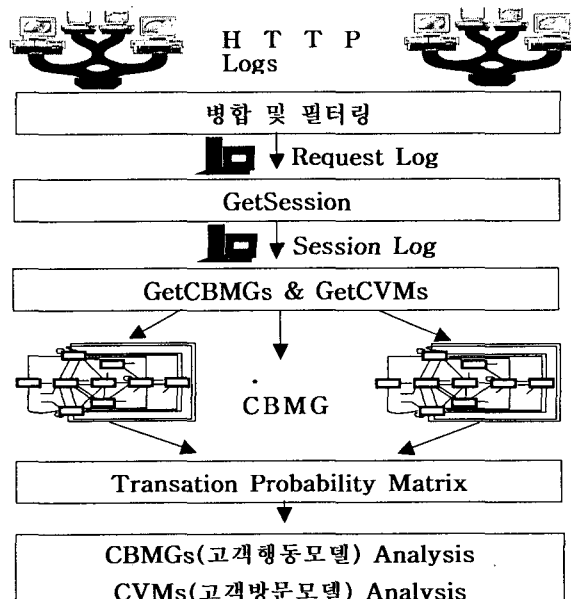 H T T P
Logs
병합 및 필터링
Request Log
GetSession
Session Log
GetCBMGs & GetCVMs
CBMG
Transation Probability Matrix
CBMGs(고객행동모델) Analysis
CVMs(고객방문모델) Analysis